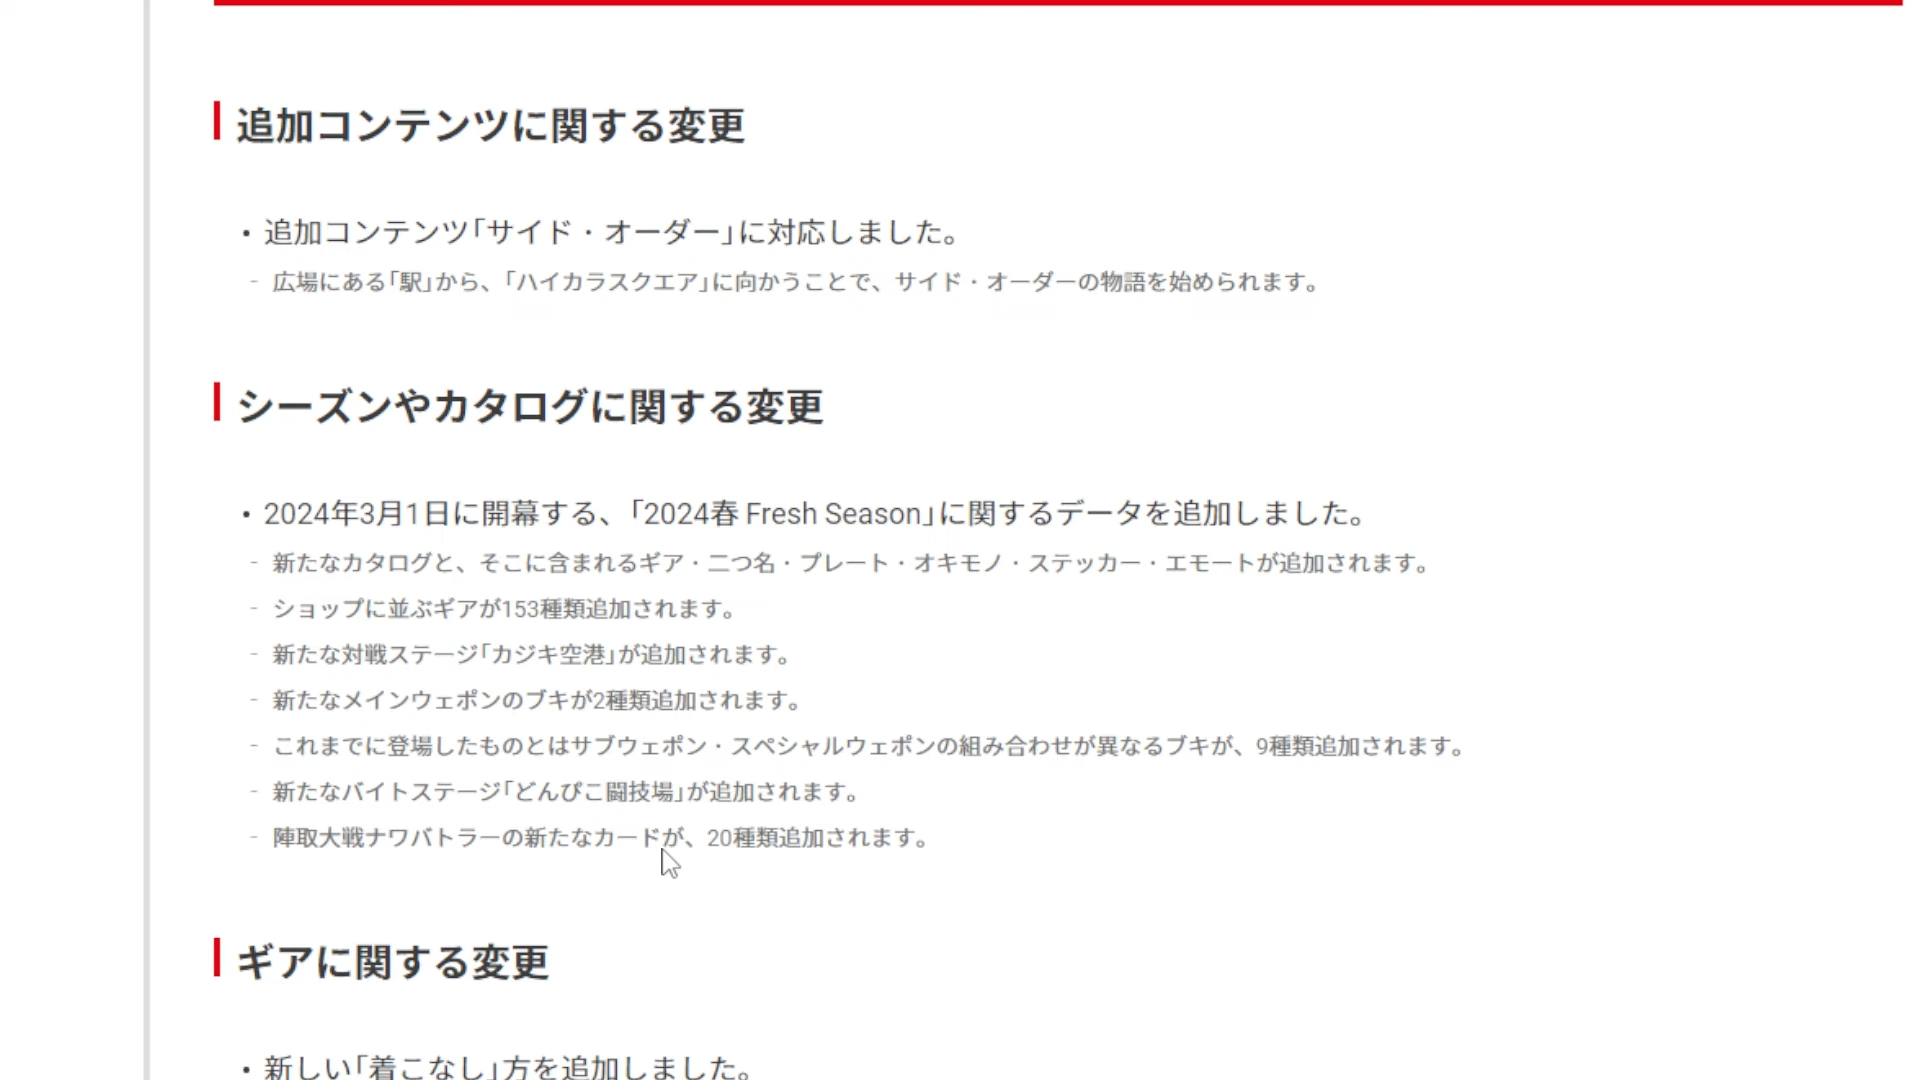 追加コンテンツに関する変更
・追加コンテンツ「サイド・オーダー」に対応しました。
- 広場にある「駅」から、「ハイカラスクエア」に向かうことで、サイド・オーダーの物語を始められます。
シーズンやカタログに関する変更
・2024年3月1日に開幕する、「2024春 Fresh Season」に関するデータを追加しました。
- 新たなカタログと、そこに含まれるギア・二つ名・プレート・オキモノ・ステッカー・エモートが追加されます。
- ショップに並ぶギアが153種類追加されます。
- 新たな対戦ステージ「カジキ空港」が追加されます。
- 新たなメインウェポンのブキが2種類追加されます。
- これまでに登場したものとはサブウェポン・スペシャルウェポンの組み合わせが異なるブキが、9種類追加されます。
- 新たなバイトステージ「どんぴこ闘技場」が追加されます。
- 陣取大戦ナワバトラーの新たなカードが、20種類追加されます。
ギアに関する変更
・新しい「着こなし」方を追加しました。